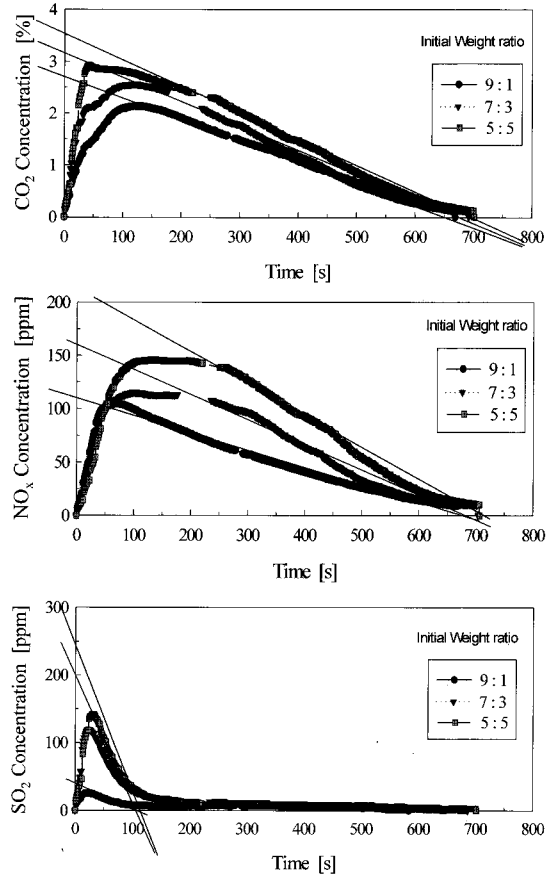 CO₂ Concentration [%]
4
3
2
1
0
Initial Weight ratio
9 : 1
7 : 3
5 : 5
0 100 200 300 400 500 600 700 800
Time [s]
NOₓ Concentration [ppm]
200
150
100
50
0
Initial Weight ratio
9 : 1
7 : 3
5 : 5
0 100 200 300 400 500 600 700 800
Time [s]
SO₂ Concentration [ppm]
300
200
100
0
Initial Weight ratio
9 : 1
7 : 3
5 : 5
0 100 200 300 400 500 600 700 800
Time [s]